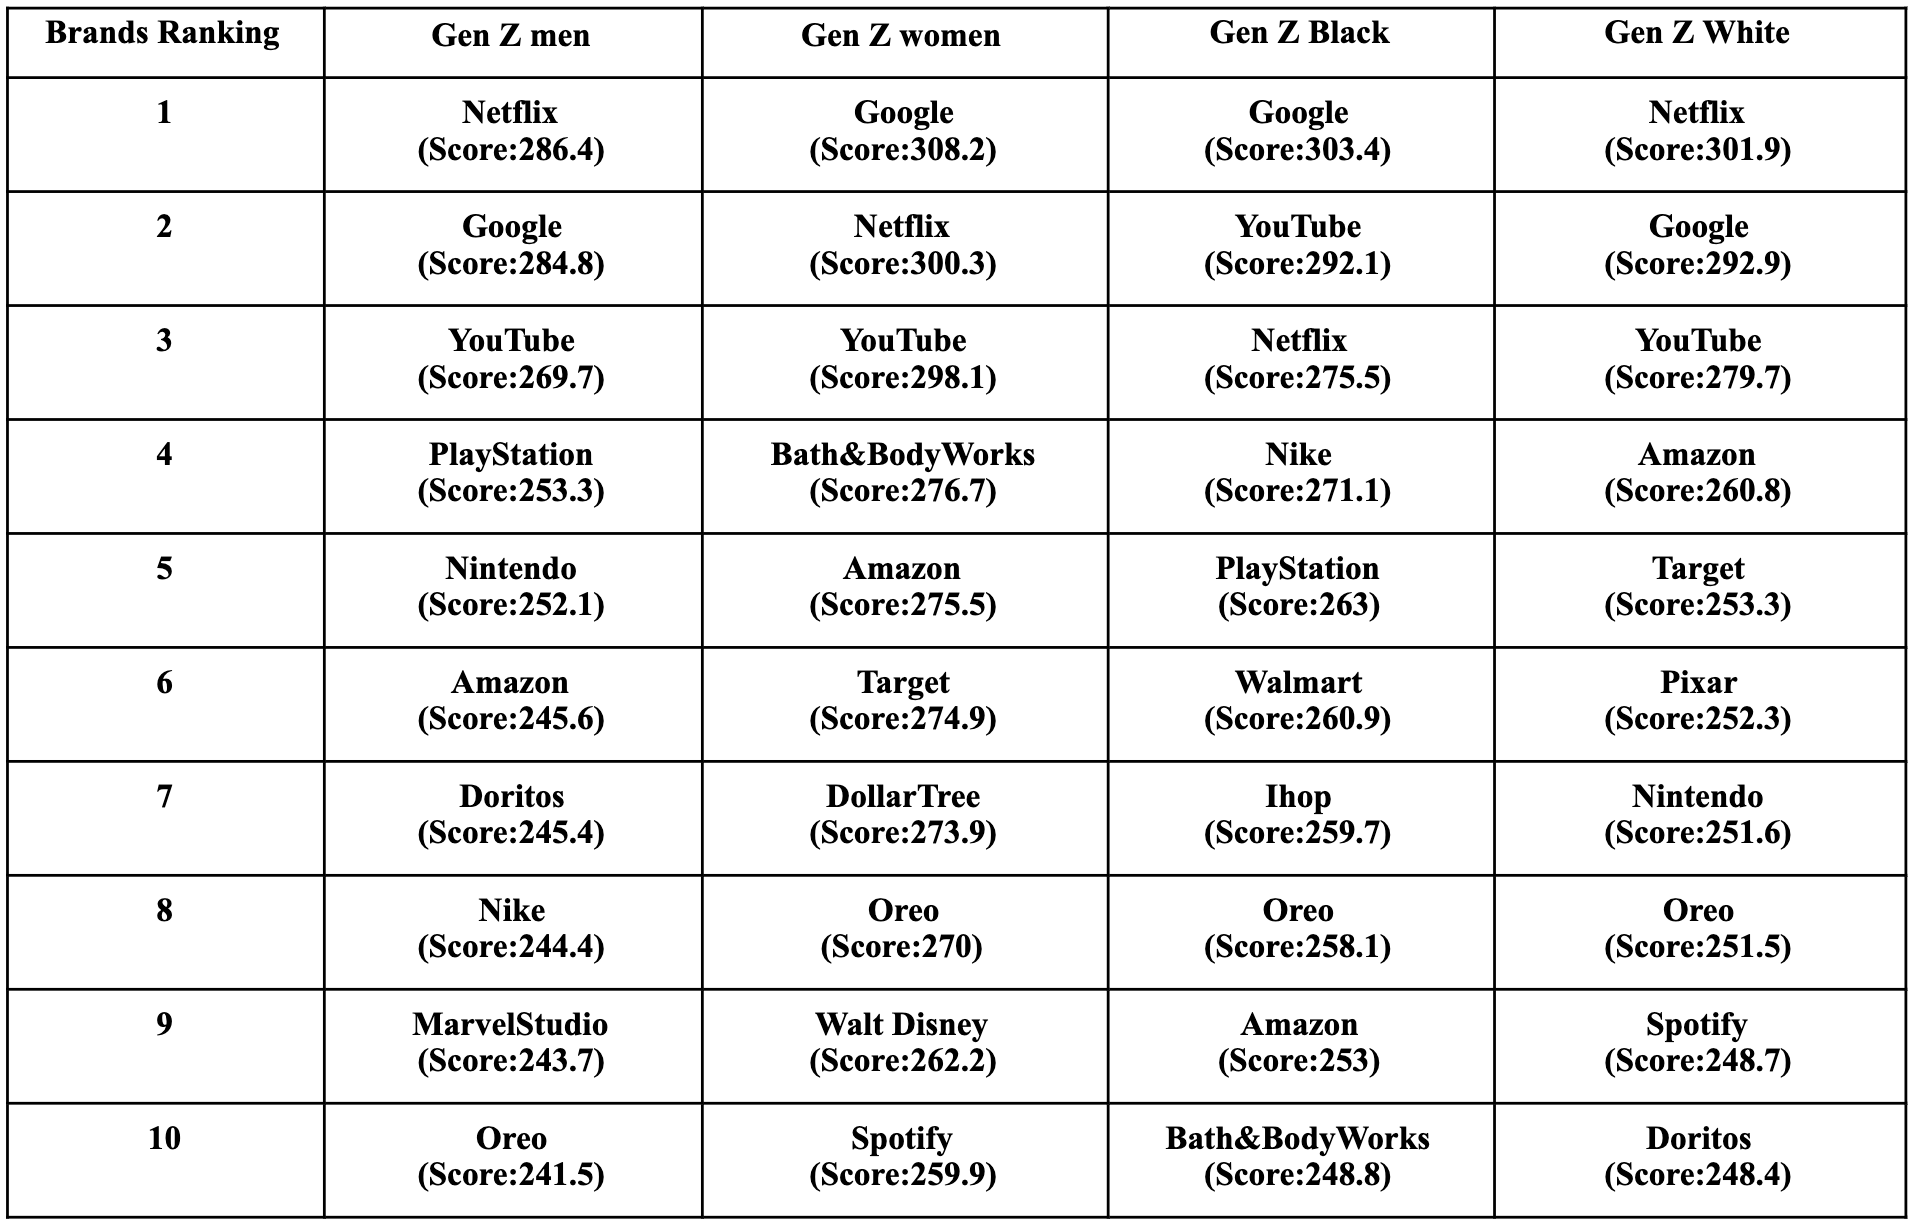 Brands Ranking Gen Z men Gen Z women Gen Z Black Gen Z White
1 Netflix Google Google Netflix
(Score:286.4) (Score:308.2) (Score:303.4) (Score:301.9)
2 Google Netflix YouTube Google
(Score:284.8) (Score:300.3) (Score:292.1) (Score:292.9)
3 YouTube YouTube Netflix YouTube
(Score:269.7) (Score:298.1) (Score:275.5) (Score:279.7)
4 PlayStation Bath&BodyWorks Nike Amazon
(Score:253.3) (Score:276.7) (Score:271.1) (Score:260.8)
5 Nintendo Amazon PlayStation Target
(Score:252.1) (Score:275.5) (Score:263) (Score:253.3)
6 Amazon Target Walmart Pixar
(Score:245.6) (Score:274.9) (Score:260.9) (Score:252.3)
7 Doritos DollarTree Ihop Nintendo
(Score:245.4) (Score:273.9) (Score:259.7) (Score:251.6)
8 Nike Oreo Oreo Oreo
(Score:244.4) (Score:270) (Score:258.1) (Score:251.5)
9 MarvelStudio Walt Disney Amazon Spotify
(Score:243.7) (Score:262.2) (Score:253) (Score:248.7)
10 Oreo Spotify Bath&BodyWorks Doritos
(Score:241.5) (Score:259.9) (Score:248.8) (Score:248.4)